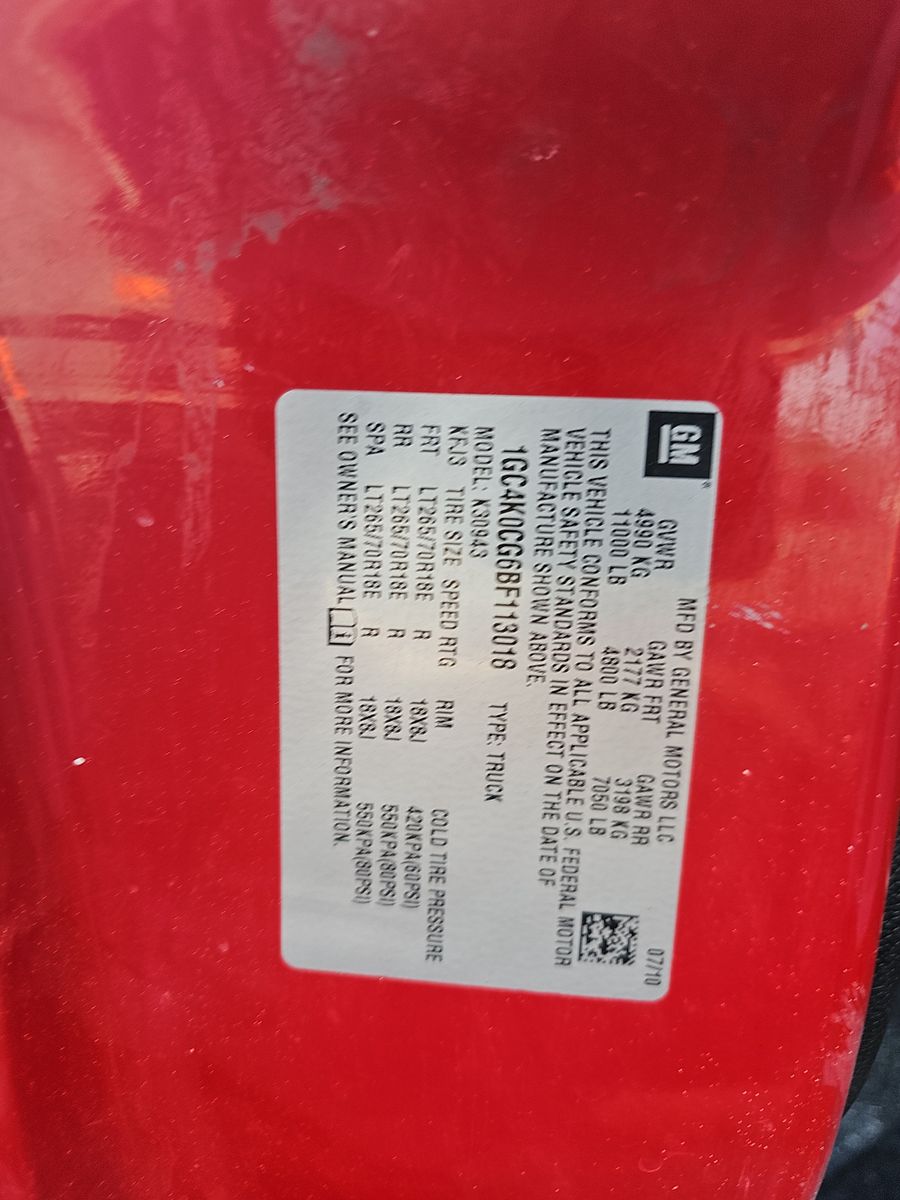 GM®
MFD BY GENERAL MOTORS LLC 07/10
GVWR GAWR FRT GAWR RR
4990 KG 2177 KG 3198 KG
11000 LB 4800 LB 7050 LB
THIS VEHICLE CONFORMS TO ALL APPLICABLE U.S. FEDERAL MOTOR
VEHICLE SAFETY STANDARDS IN EFFECT ON THE DATE OF
MANUFACTURE SHOWN ABOVE.
1GC4K0CG6BF113018 TYPE: TRUCK
MODEL: K30943
KFJS TIRE SIZE SPEED RTG RIM COLD TIRE PRESSURE
FRT LT265/70R18E R 18X8J 420KPA(60PSI)
RR LT265/70R18E R 18X8J 550KPA(80PSI)
SPA LT265/70R18E R 18X8J 550KPA(80PSI)
SEE OWNER'S MANUAL FOR MORE INFORMATION.